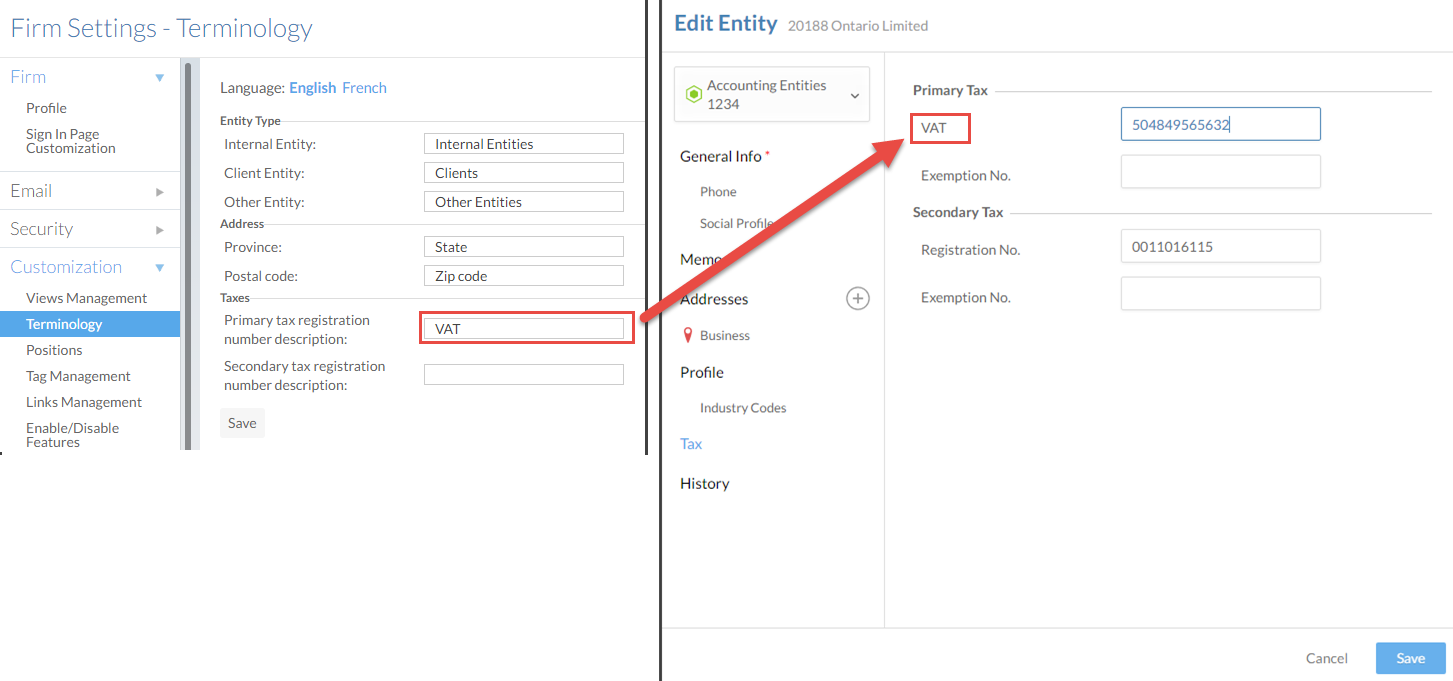 Firm Settings - Terminology
Firm
Profile
Sign In Page
Customization
Email
Security
Customization
Views Management
Terminology
Positions
Tag Management
Links Management
Enable/Disable
Features
Language: English French
Entity Type
Internal Entity: Internal Entities
Client Entity: Clients
Other Entity: Other Entities
Address
Province: State
Postal code: Zip code
Taxes
Primary tax registration
number description: VAT
Secondary tax registration
number description:
Save
Edit Entity 20188 Ontario Limited
Accounting Entities
1234
General Info *
Phone
Social Profile
Memo
Addresses
Business
Profile
Industry Codes
Tax
History
Primary Tax
VAT 504849565632
Exemption No.
Secondary Tax
Registration No. 0011016115
Exemption No.
Cancel Save